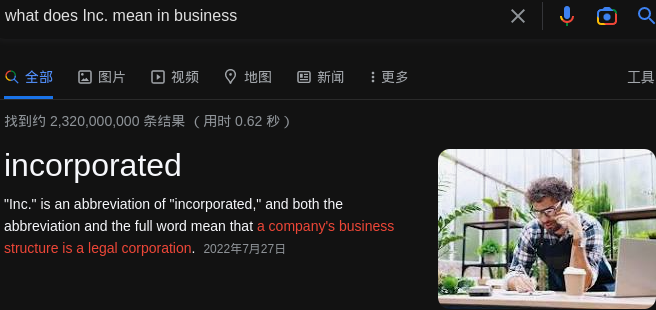 what does Inc. mean in business
全部 图片 视频 地图 新闻 更多 工具
找到约 2,320,000,000 条结果 （用时 0.62 秒）
incorporated
"Inc." is an abbreviation of "incorporated," and both the
abbreviation and the full word mean that a company's business
structure is a legal corporation. 2022年7月27日